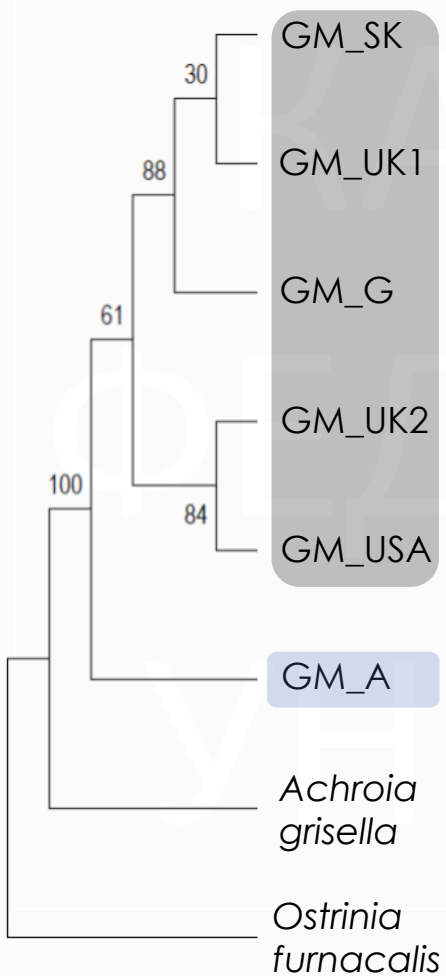 GM_SK
30
GM_UK1
88
GM_G
61
GM_UK2
100
84
GM_USA
GM_A
Achroia
grisella
Ostrinia
furnacalis